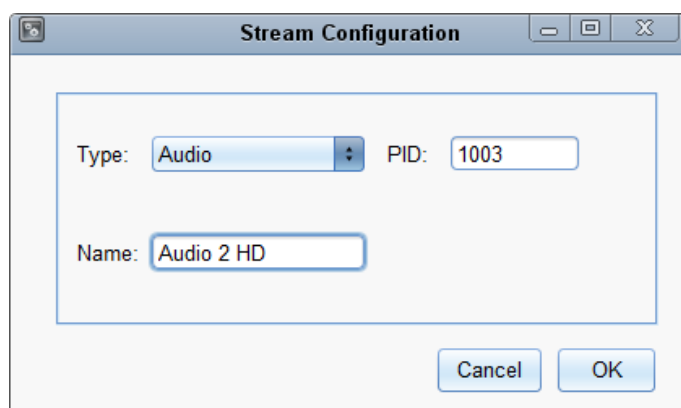 Stream Configuration
Type: Audio PID: 1003
Name: Audio 2 HD
Cancel OK